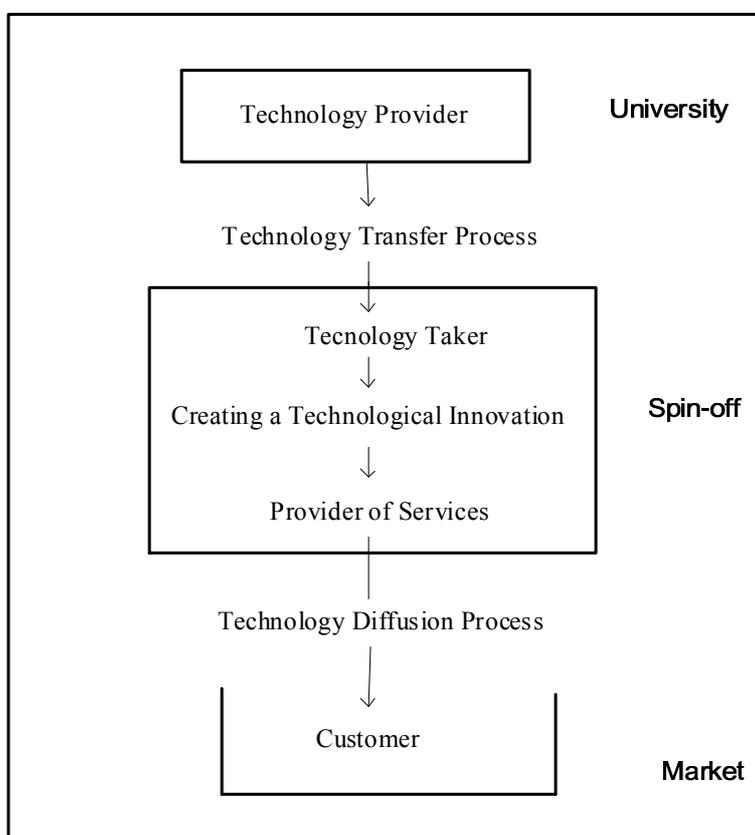 Technology Provider
University
Technology Transfer Process
Tecnology Taker
Creating a Technological Innovation
Spin-off
Provider of Services
Technology Diffusion Process
Customer
Market